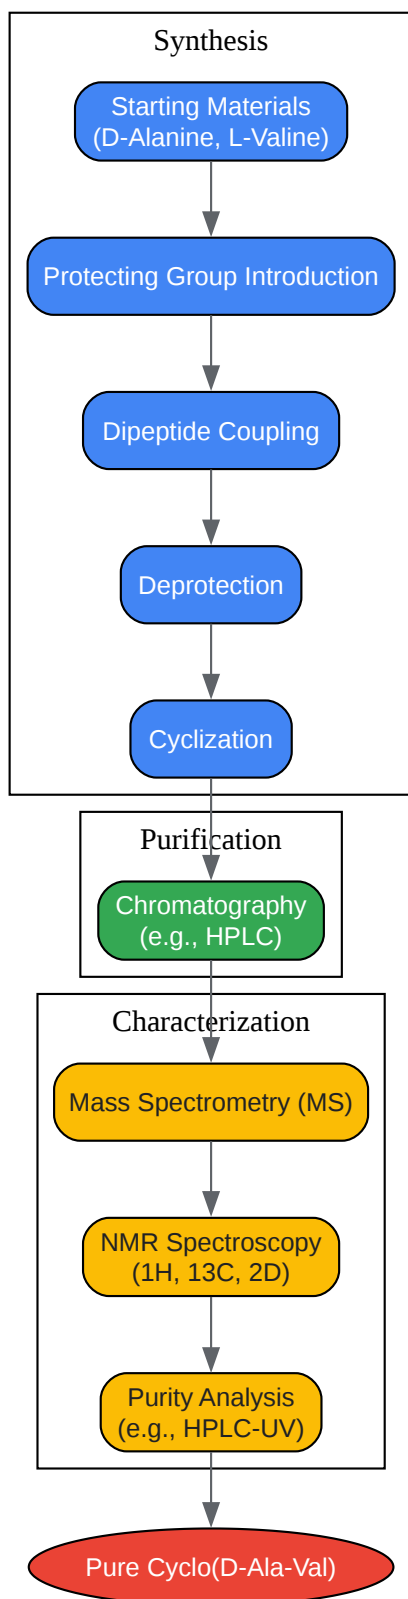 Synthesis
Starting Materials
(D-Alanine, L-Valine)
Protecting Group Introduction
Dipeptide Coupling
Deprotection
Cyclization
Purification
Chromatography
(e.g., HPLC)
Characterization
Mass Spectrometry (MS)
NMR Spectroscopy
(1H, 13C, 2D)
Purity Analysis
(e.g., HPLC-UV)
Pure Cyclo(D-Ala-Val)